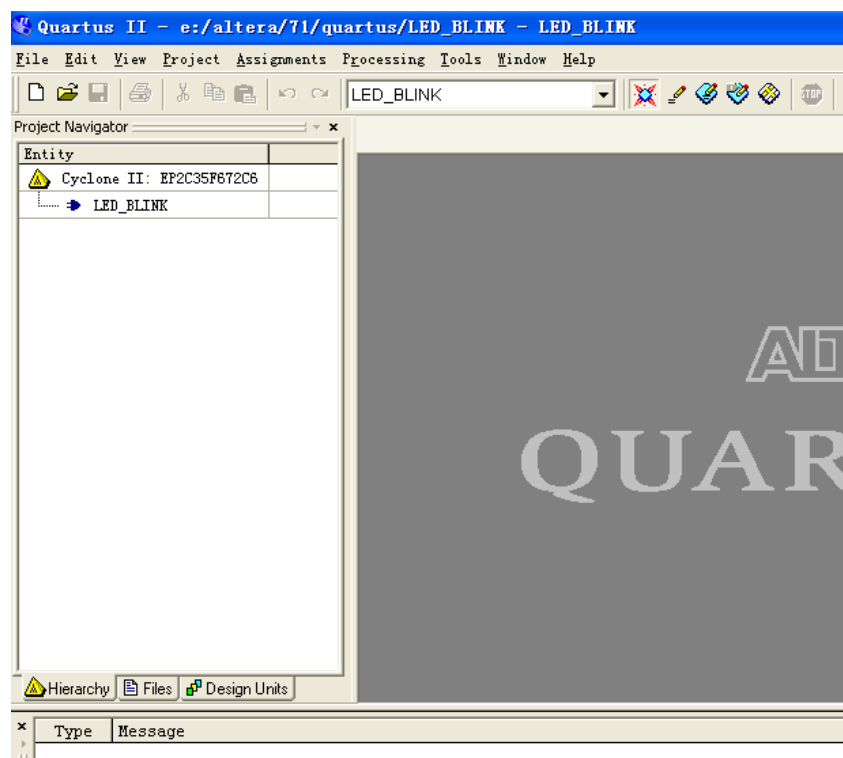 Quartus II - e:/altera/71/quartus/LED_BLINK - LED_BLINK
File Edit View Project Assignments Processing Tools Window Help
LED_BLINK
STOP
Project Navigator
Entity
Cyclone II: EP2C35F672C6
LED_BLINK
QUAR
Hierarchy Files Design Units
Type Message